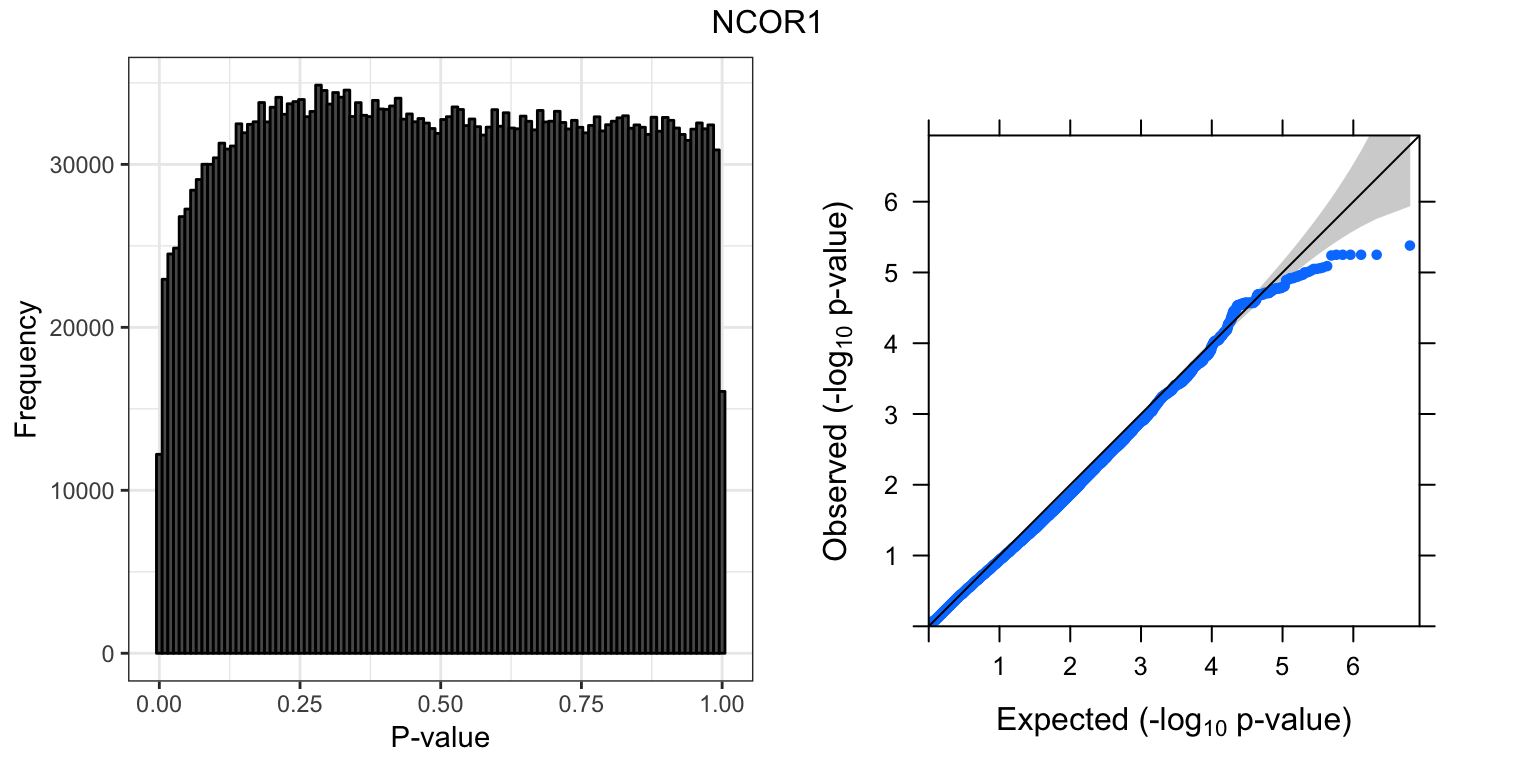 NCOR1
Frequency
30000
20000
10000
0
0.00 0.25 0.50 0.75 1.00
P-value
Observed (-log10 p-value)
6
5
4
3
2
1
1 2 3 4 5 6
Expected (-log10 p-value)